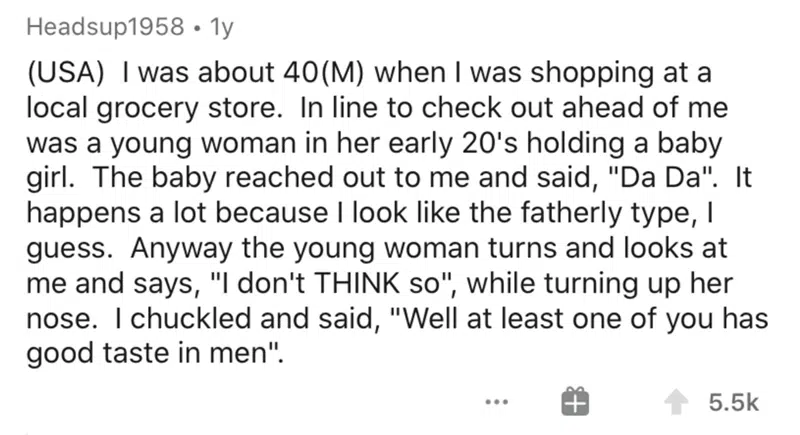 Headsup1958 • 1y
(USA)  I was about 40(M) when I was shopping at a
local grocery store.  In line to check out ahead of me
was a young woman in her early 20's holding a baby
girl.  The baby reached out to me and said, "Da Da".  It
happens a lot because I look like the fatherly type, I
guess.  Anyway the young woman turns and looks at
me and says, "I don't THINK so", while turning up her
nose.  I chuckled and said, "Well at least one of you has
good taste in men".
5.5k